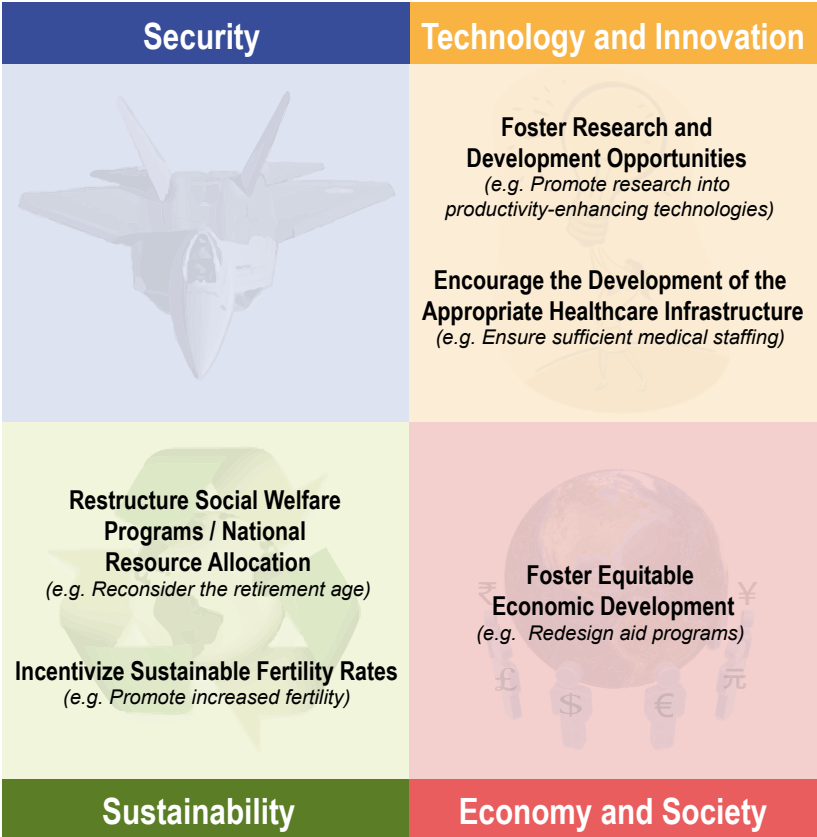 Security
Technology and Innovation
Foster Research and
Development Opportunities
(e.g. Promote research into
productivity-enhancing technologies)
Encourage the Development of the
Appropriate Healthcare Infrastructure
(e.g. Ensure sufficient medical staffing)
Restructure Social Welfare
Programs / National
Resource Allocation
(e.g. Reconsider the retirement age)
Incentivize Sustainable Fertility Rates
(e.g. Promote increased fertility)
Foster Equitable
Economic Development
(e.g.  Redesign aid programs)
₹
¥
£
$
€
元
Sustainability
Economy and Society